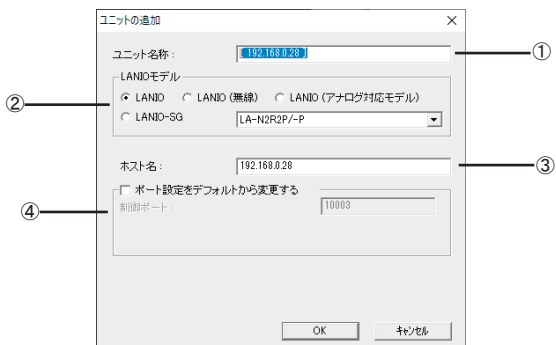 ユニットの追加
ユニット名称：
[ 192.168.0.28 ]
①
LANIOモデル
②
LANIO
LANIO (無線)
LANIO (アナログ対応モデル)
LANIO-SG
LA-N2R2P/-P
ホスト名：
192.168.0.28
③
ポート設定をデフォルトから変更する
④
制御ポート：
10003
OK
キャンセル